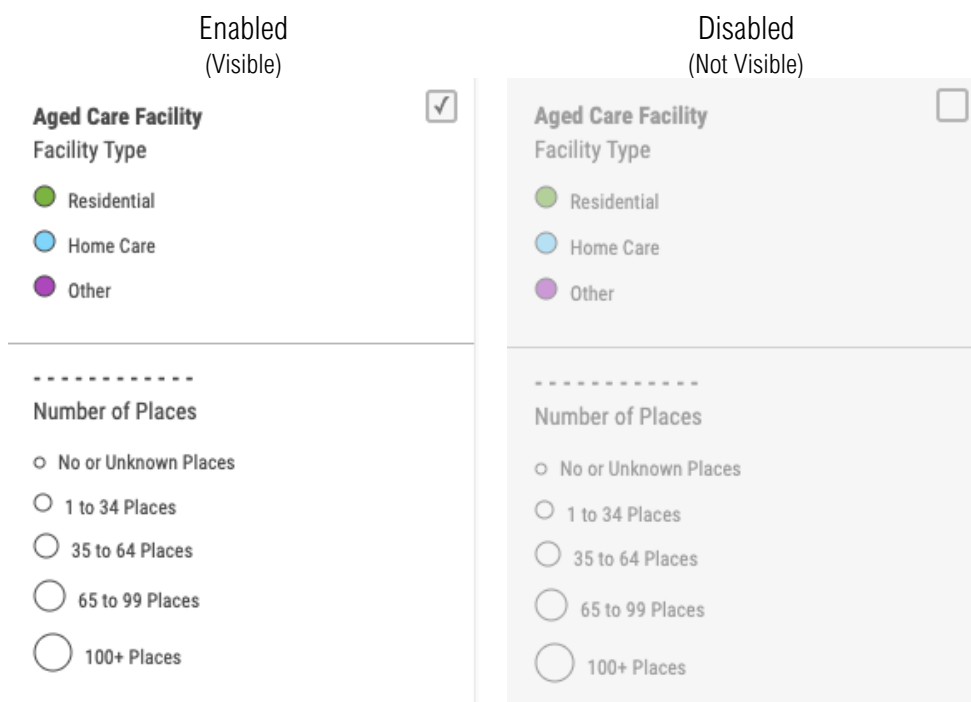 Enabled
(Visible)
Aged Care Facility
Facility Type
Residential
Home Care
Other
- - - - - - - - - - - -
Number of Places
No or Unknown Places
1 to 34 Places
35 to 64 Places
65 to 99 Places
100+ Places
Disabled
(Not Visible)
Aged Care Facility
Facility Type
Residential
Home Care
Other
- - - - - - - - - - - -
Number of Places
No or Unknown Places
1 to 34 Places
35 to 64 Places
65 to 99 Places
100+ Places